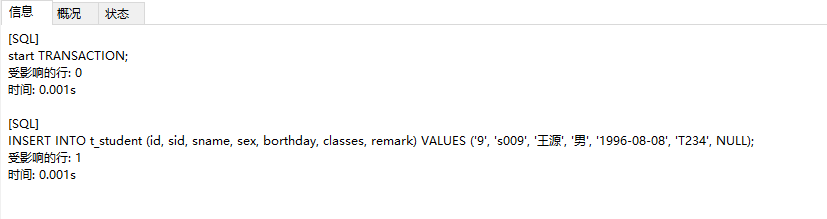 信息 概况 状态
[SQL]
start TRANSACTION;
受影响的行: 0
时间: 0.001s
[SQL]
INSERT INTO t_student (id, sid, sname, sex, borthday, classes, remark) VALUES ('9', 's009', '王源', '男', '1996-08-08', 'T234', NULL);
受影响的行: 1
时间: 0.001s